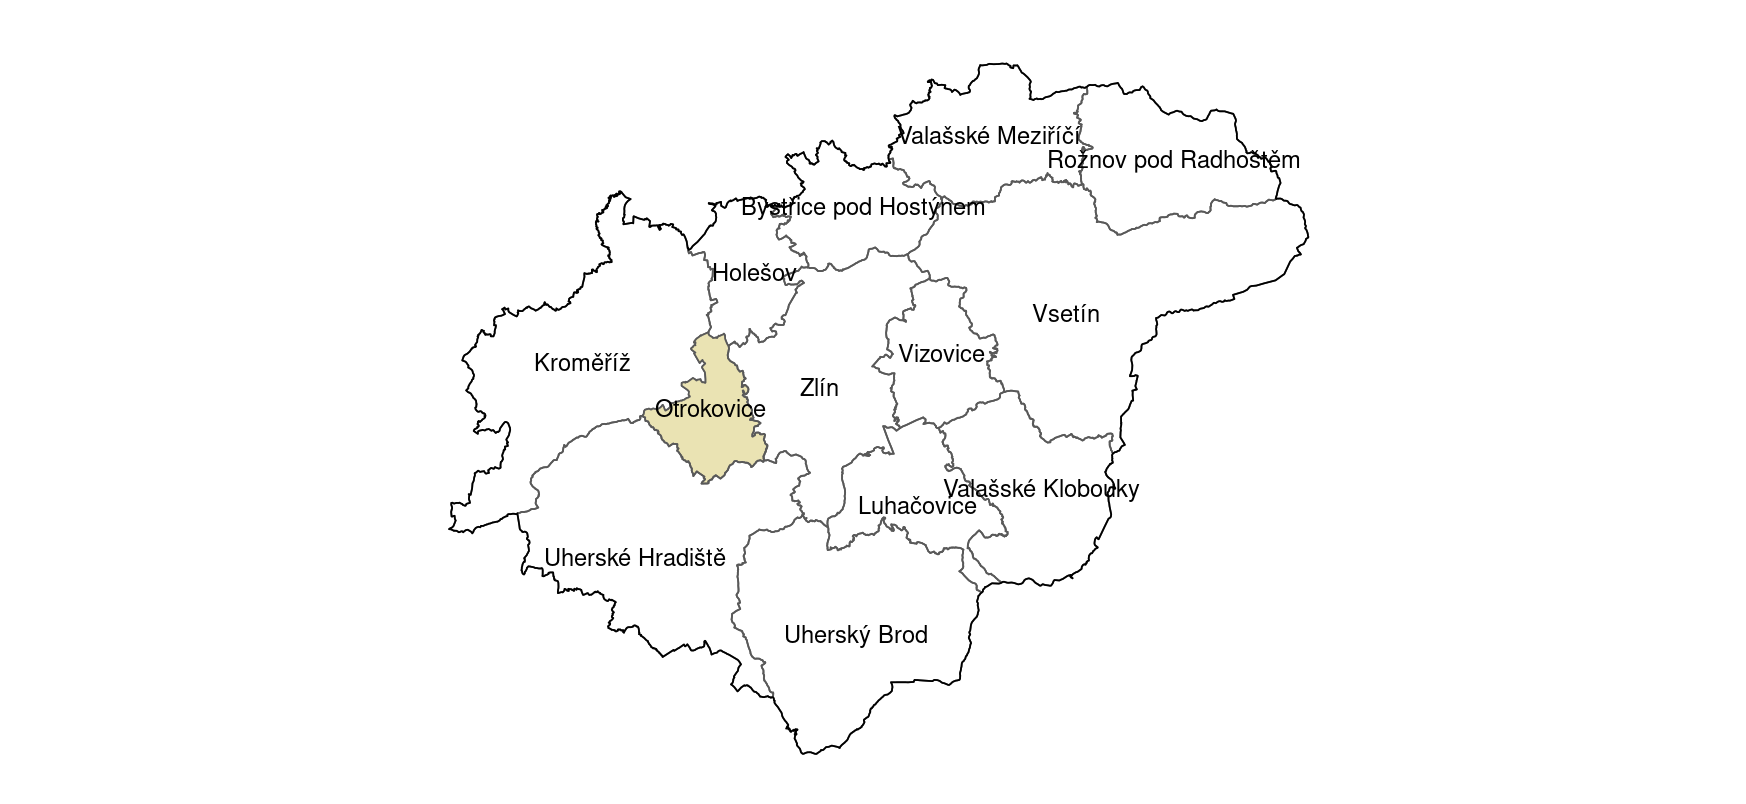 Valašské Meziříčí
Rožnov pod Radhoštěm
Bystřice pod Hostýnem
Holešov
Vsetín
Vizovice
Kroměříž
Zlín
Otrokovice
Valašské Klobouky
Luhačovice
Uherské Hradiště
Uherský Brod